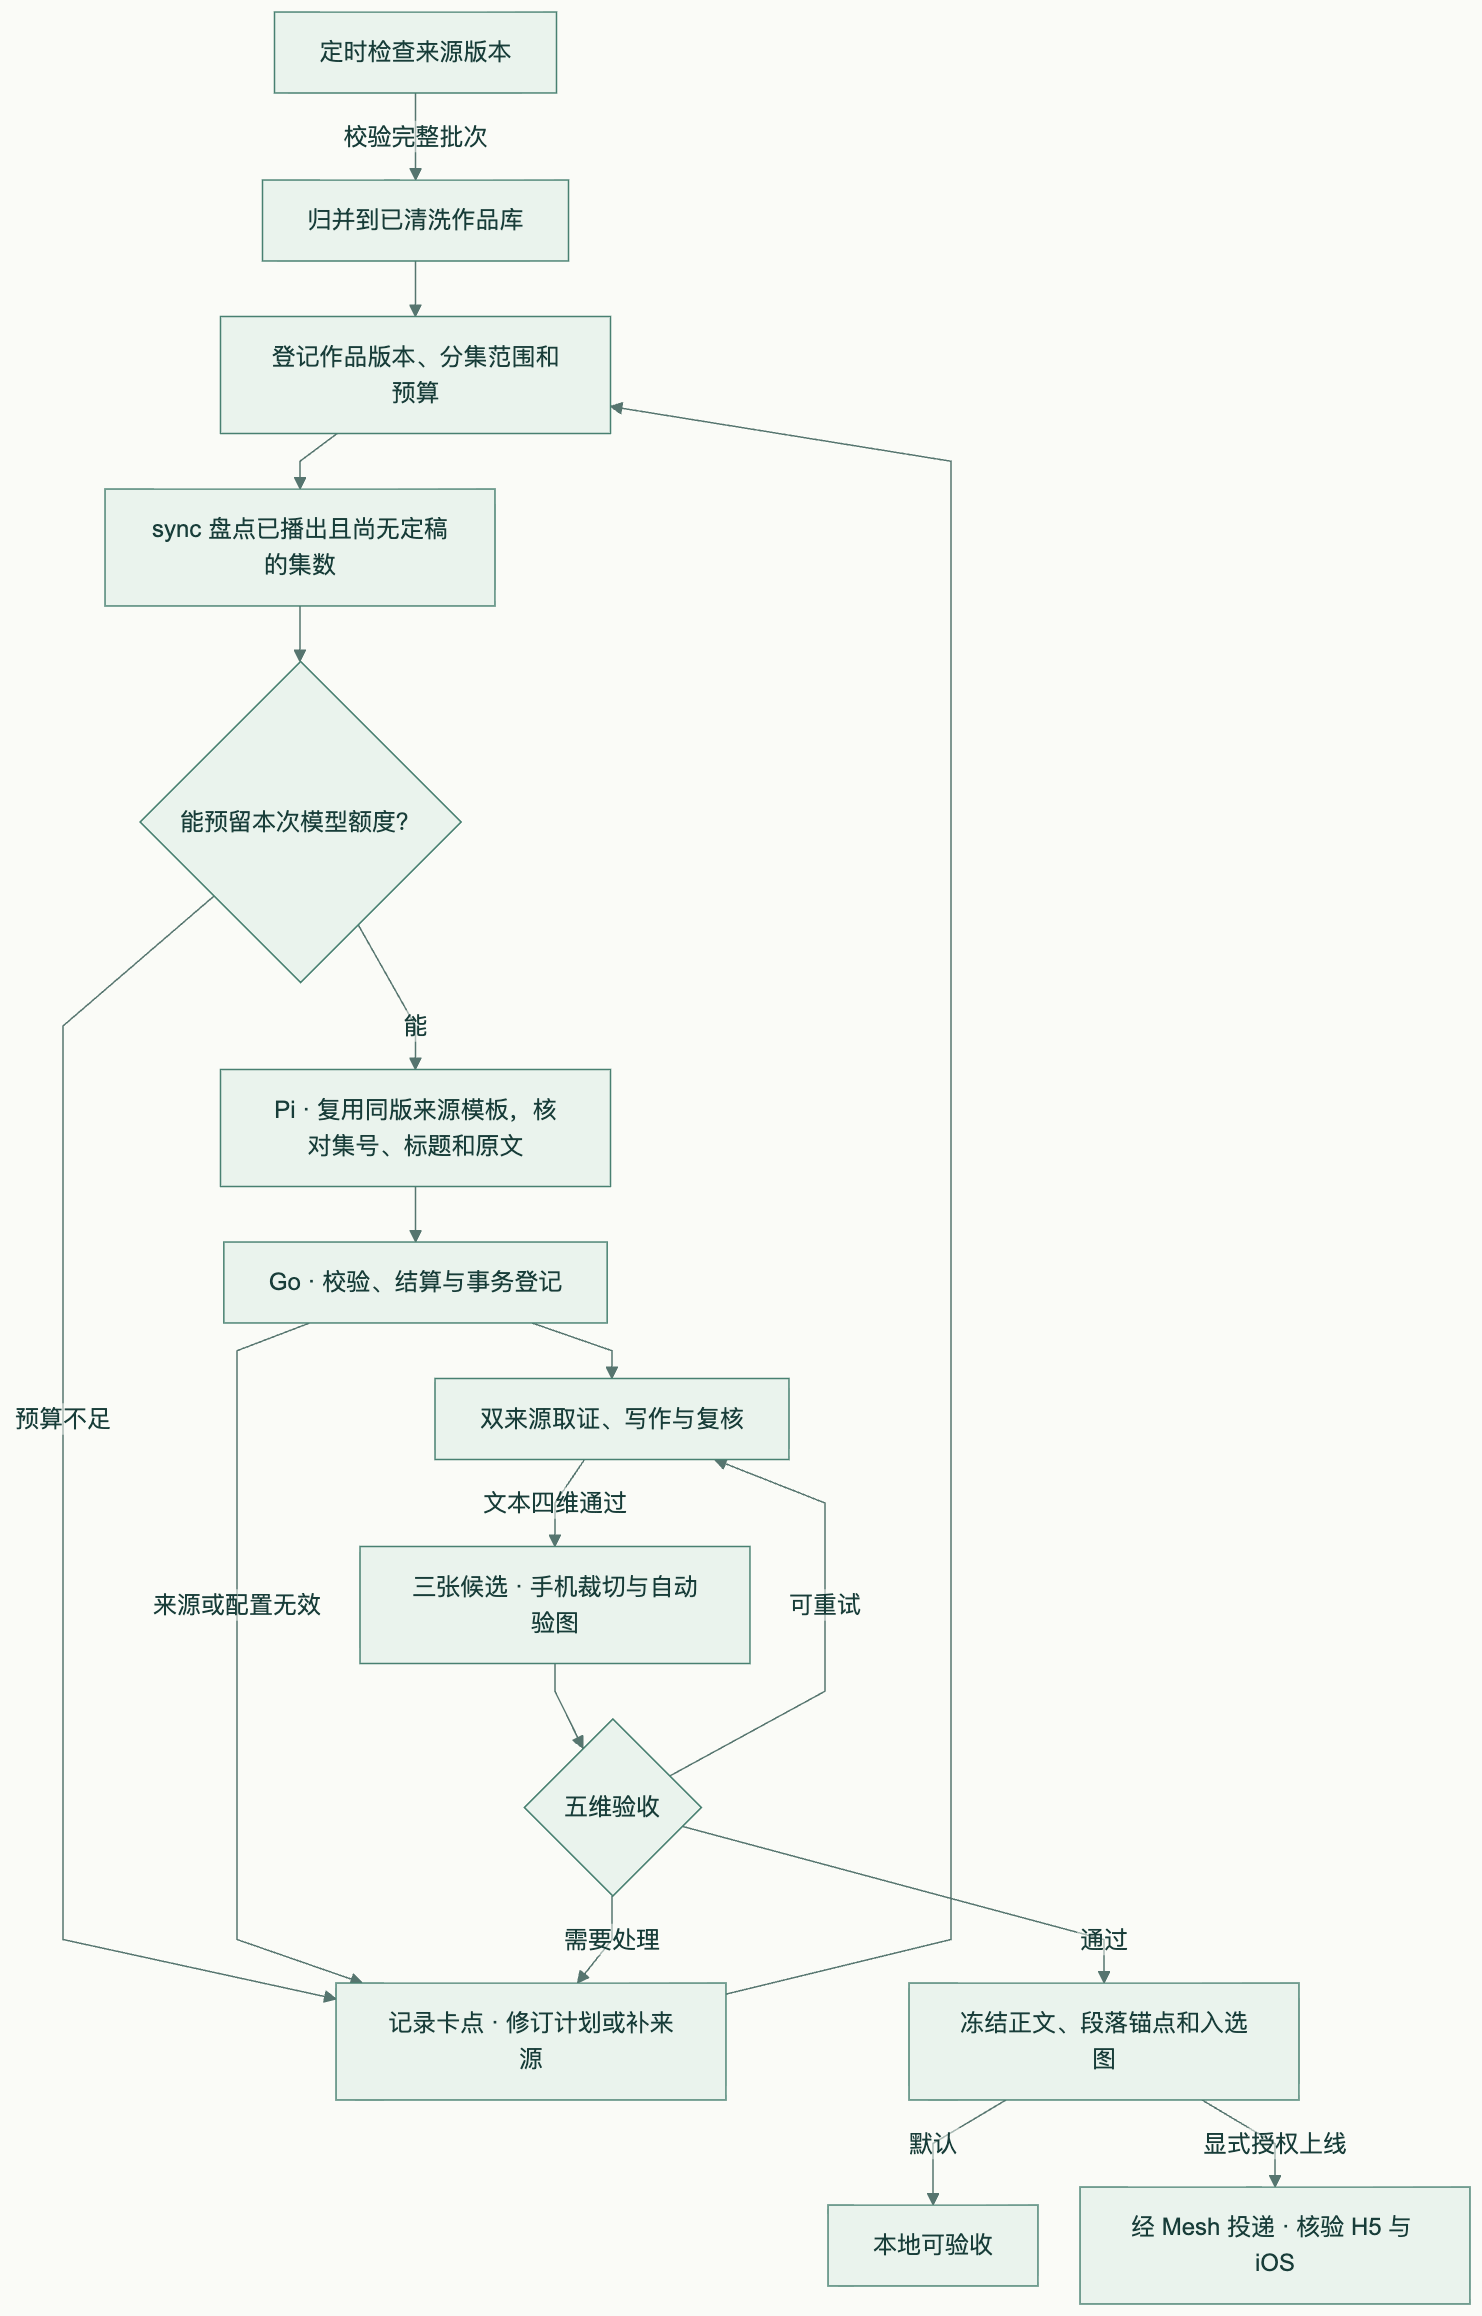 定时检查来源版本
校验完整批次
归并到已清洗作品库
登记作品版本、分集范围和
预算
sync 盘点已播出且尚无定稿
的集数
能预留本次模型额度？
能
Pi · 复用同版来源模板，核
对集号、标题和原文
Go · 校验、结算与事务登记
预算不足
双来源取证、写作与复核
文本四维通过
来源或配置无效
三张候选 · 手机裁切与自动
验图
可重试
五维验收
需要处理
通过
记录卡点 · 修订计划或补来
源
冻结正文、段落锚点和入选
图
默认
显式授权上线
本地可验收
经 Mesh 投递 · 核验 H5 与
iOS